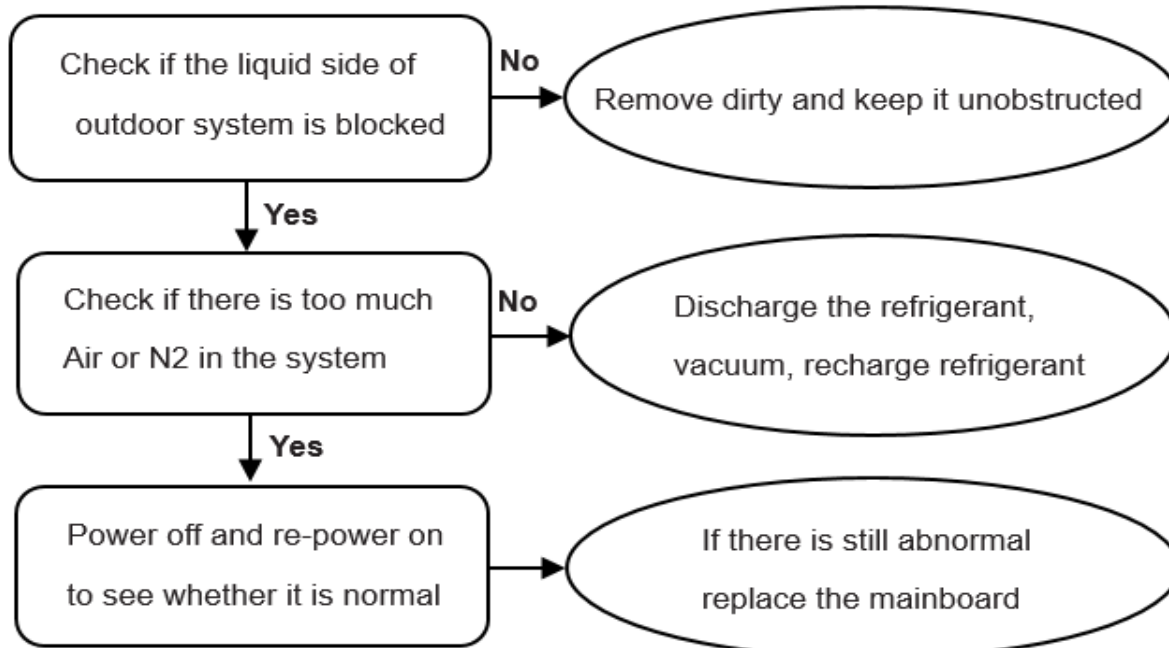 Check if the liquid side of
outdoor system is blocked
No
Remove dirty and keep it unobstructed
Yes
Check if there is too much
Air or N2 in the system
No
Discharge the refrigerant,
vacuum, recharge refrigerant
Yes
Power off and re-power on
to see whether it is normal
If there is still abnormal
replace the mainboard